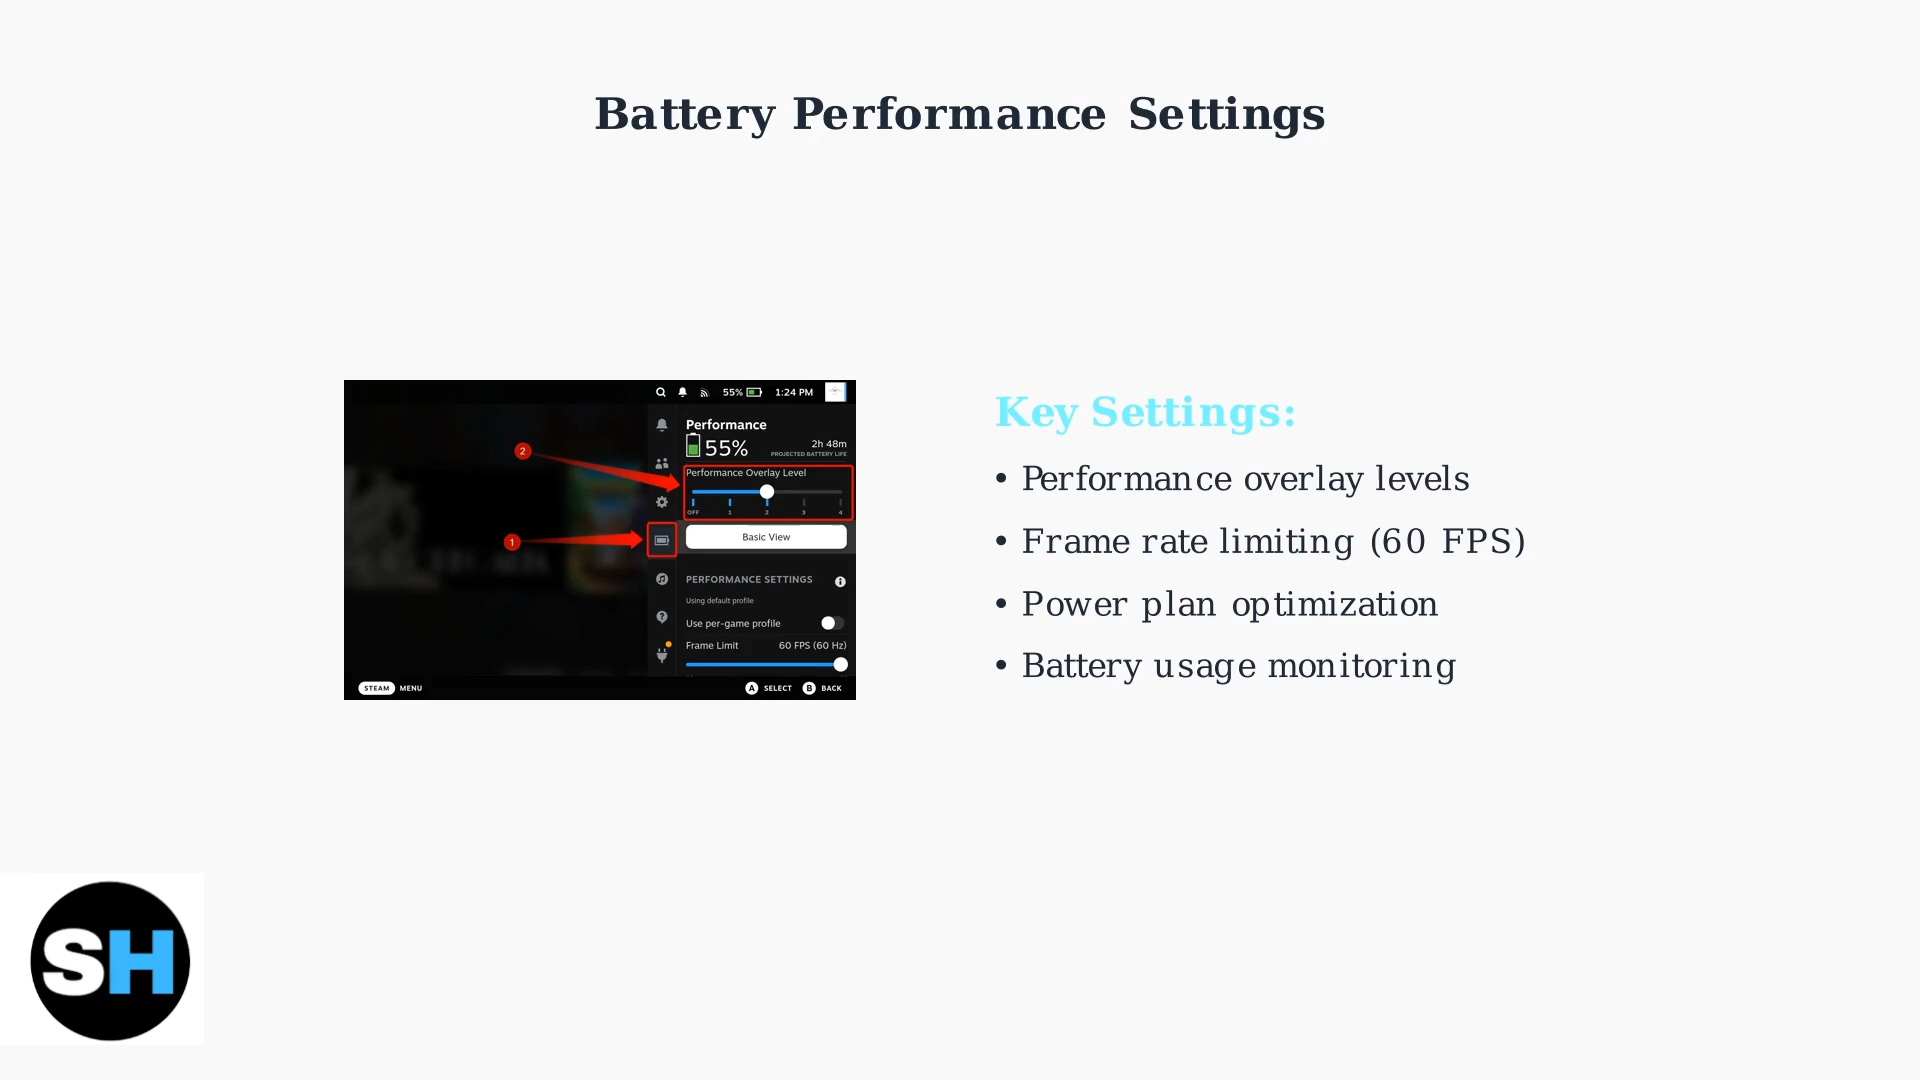 Battery Performance Settings
55% 1:24 PM
Performance
55%
2h 48m
PROJECTED BATTERY LIFE
2
Performance Overlay Level
OFF 1 2 3 4
1
Basic View
PERFORMANCE SETTINGS
Using default profile
Use per-game profile
Frame Limit 60 FPS (60 Hz)
STEAM MENU A SELECT B BACK
Key Settings:
• Performance overlay levels
• Frame rate limiting (60 FPS)
• Power plan optimization
• Battery usage monitoring
SH